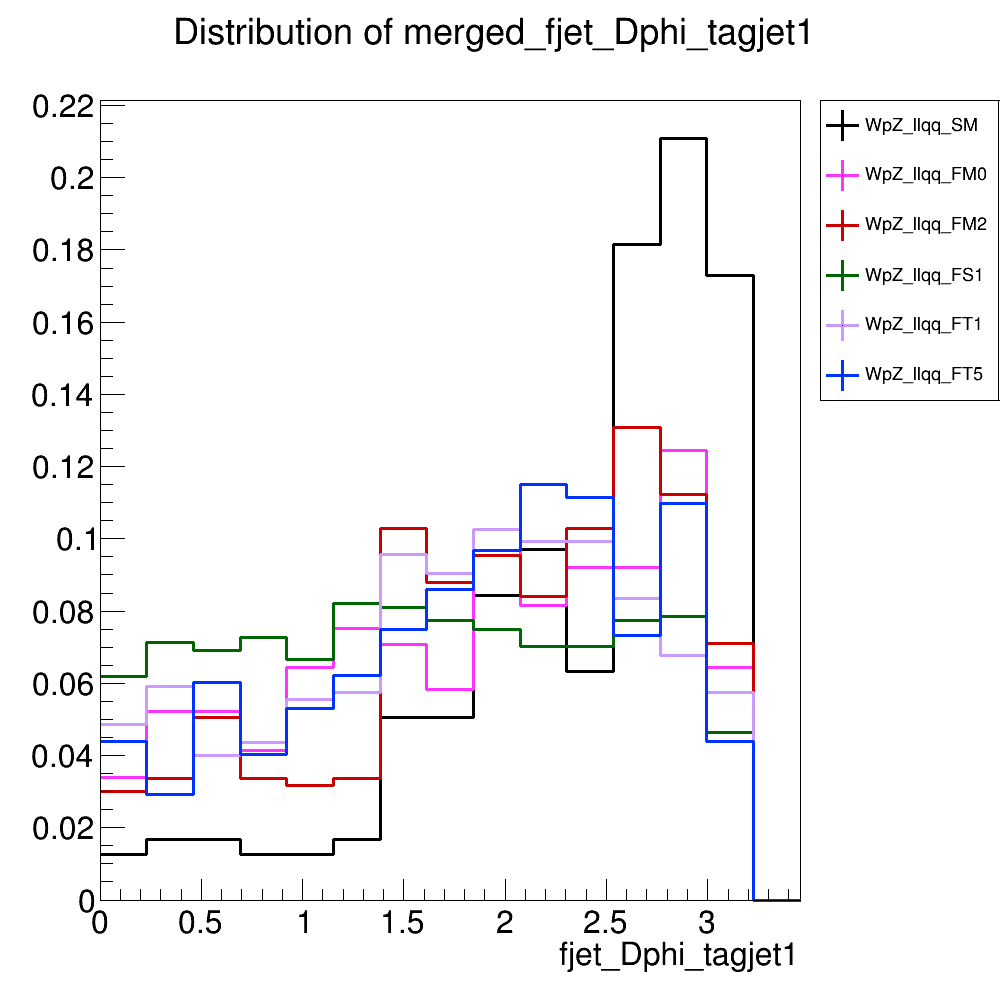 Distribution of merged_fjet_Dphi_tagjet1
0.22
0.2
0.18
0.16
0.14
0.12
0.1
0.08
0.06
0.04
0.02
0
0 0.5 1 1.5 2 2.5 3
fjet_Dphi_tagjet1
WpZ_llqq_SM
WpZ_llqq_FM0
WpZ_llqq_FM2
WpZ_llqq_FS1
WpZ_llqq_FT1
WpZ_llqq_FT5